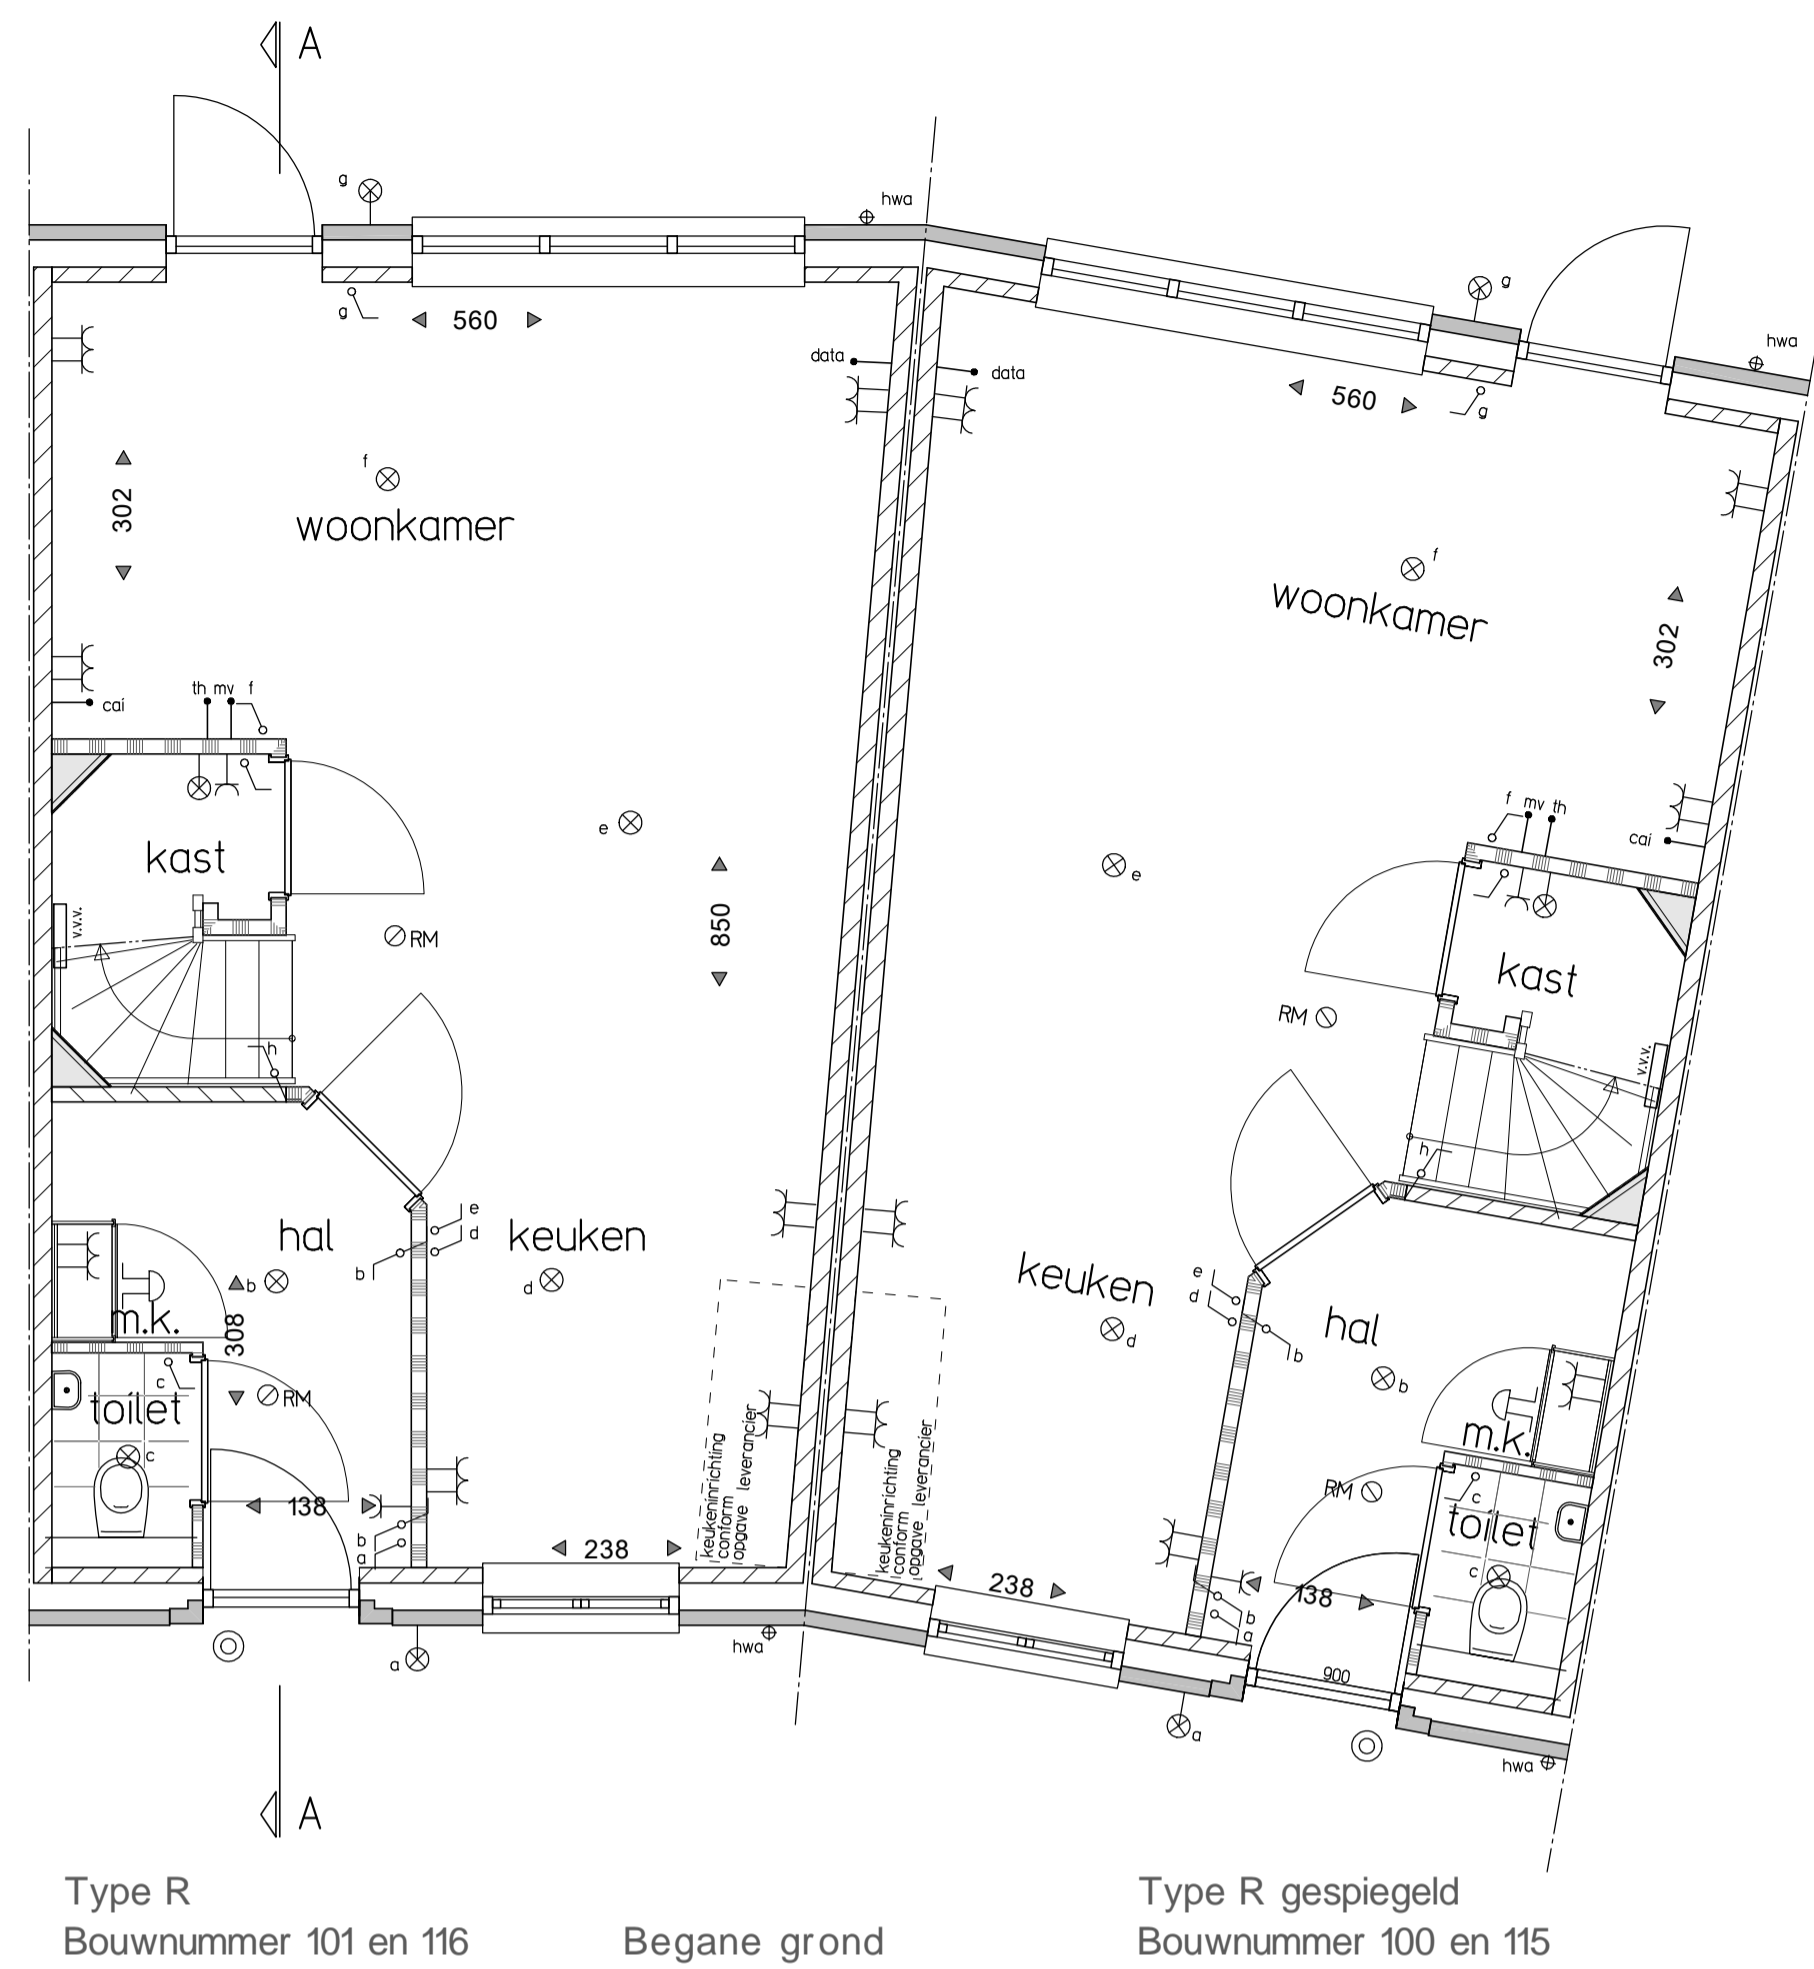 A
g
hwa
g
560
data
data
g
hwa
560
g
302
f
woonkamer
f
woonkamer
302
th mv f
cai
f mv th
cai
kast
e
e
850
v.v.
RM
kast
RM
v.v.
h
h
hal
keuken
e
d
b
b
d
keuken
e
d
b
d
hal
b
m.k.
308
c
toilet
RM
c
m.k.
RM
c
toilet
c
138
b
a
238
keukeninrichting
conform
opgave leverancier
keukeninrichting
conform
opgave leverancier
238
138
b
a
900
a
hwa
a
hwa
A
Type R
Bouwnummer 101 en 116
Begane grond
Type R gespiegeld
Bouwnummer 100 en 115